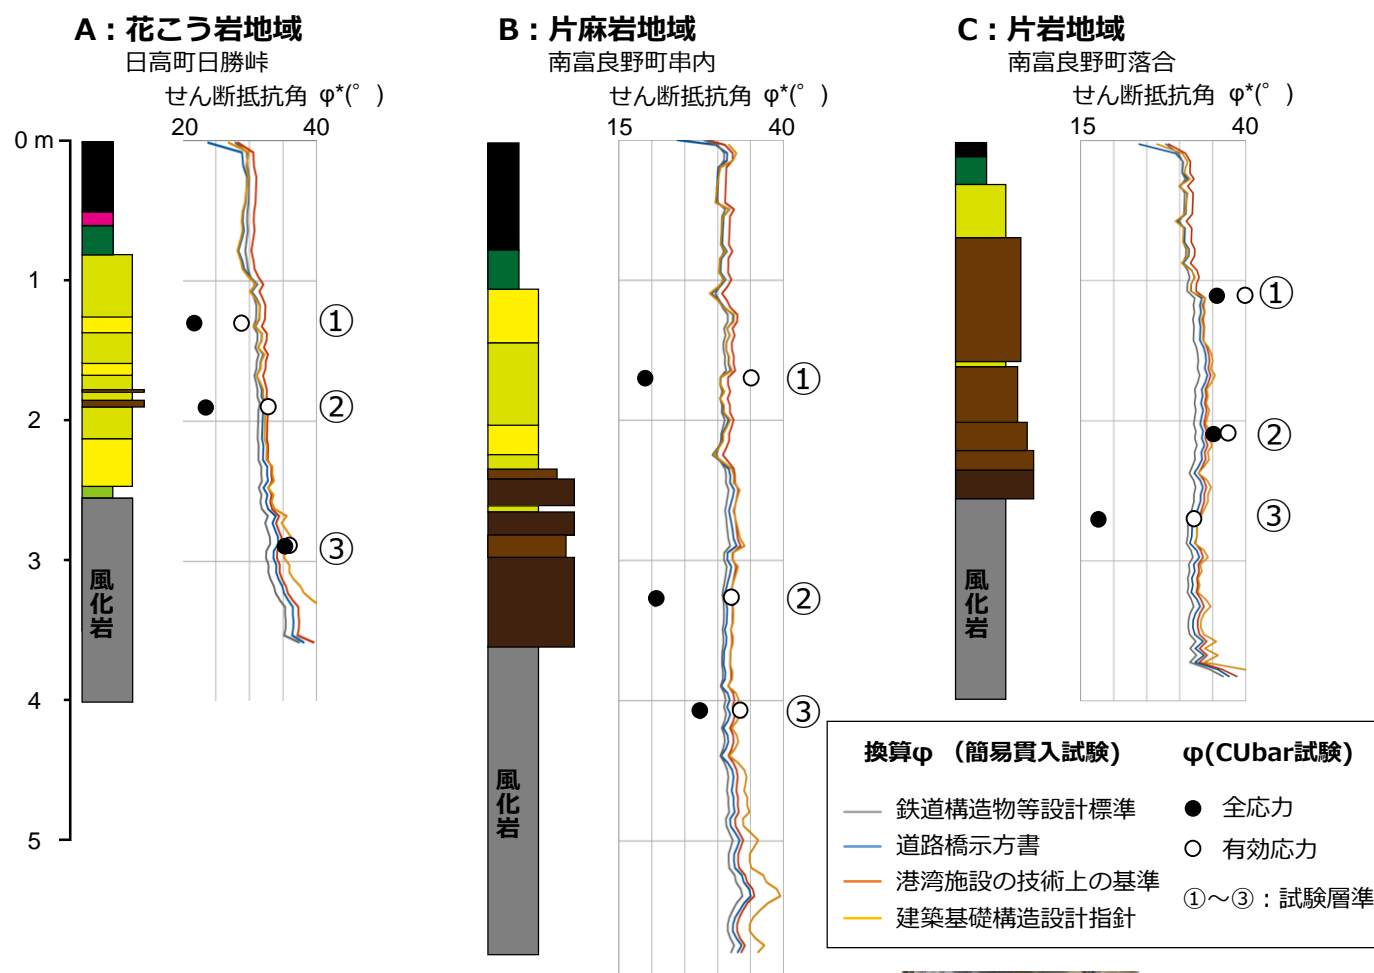 A：花こう岩地域
日高町日勝峠
せん断抵抗角 φ*(°)
20 40
B：片麻岩地域
南富良野町串内
せん断抵抗角 φ*(°)
15 40
C：片岩地域
南富良野町落合
せん断抵抗角 φ*(°)
15 40
0 m
1
2
3
4
5
①
②
③
風化岩
①
②
③
風化岩
①
②
③
風化岩
換算φ （簡易貫入試験）
鉄道構造物等設計標準
道路橋示方書
港湾施設の技術上の基準
建築基礎構造設計指針
φ(CUbar試験)
全応力
有効応力
①～③：試験層準